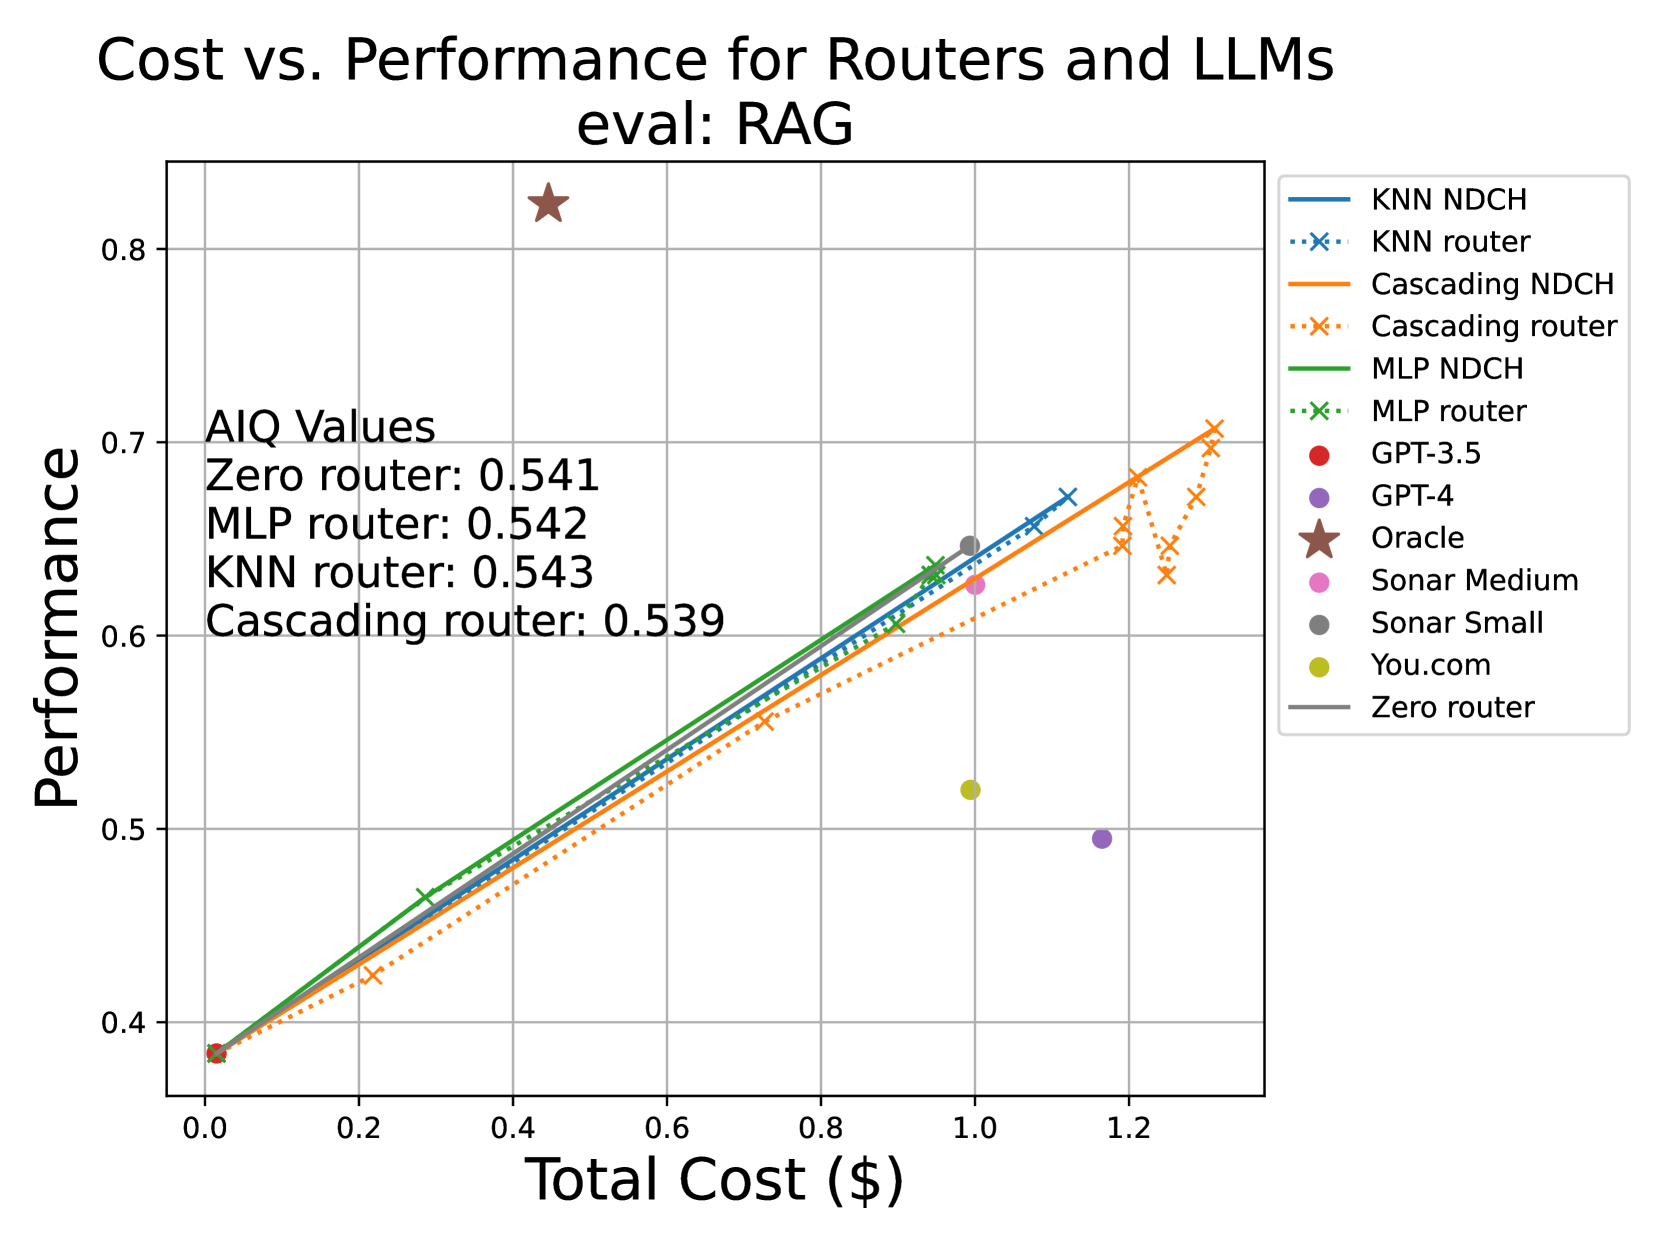 Cost vs. Performance for Routers and LLMs
eval: RAG
Performance
0.8
0.7
0.6
0.5
0.4
AIQ Values
Zero router: 0.541
MLP router: 0.542
KNN router: 0.543
Cascading router: 0.539
0.0 0.2 0.4 0.6 0.8 1.0 1.2
Total Cost ($)
KNN NDCH
KNN router
Cascading NDCH
Cascading router
MLP NDCH
MLP router
GPT-3.5
GPT-4
Oracle
Sonar Medium
Sonar Small
You.com
Zero router